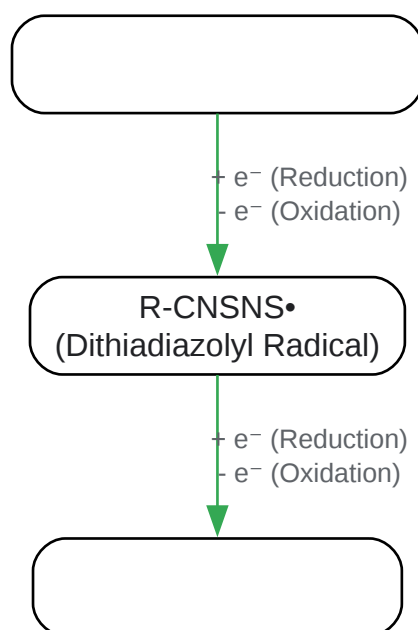 + e⁻ (Reduction)
- e⁻ (Oxidation)
R-CNSNS•
(Dithiadiazolyl Radical)
+ e⁻ (Reduction)
- e⁻ (Oxidation)